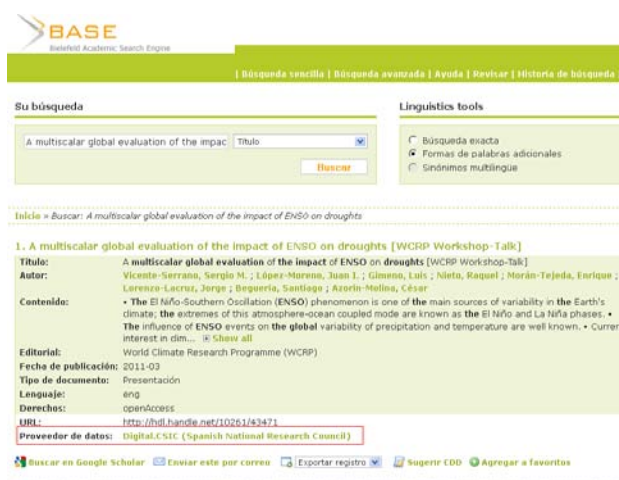 BASE
Bielefeld Academic Search Engine
| Búsqueda sencilla | Búsqueda avanzada | Ayuda | Revisar | Historia de búsqueda
Su búsqueda
Linguistics tools
A multiscalar global evaluation of the impac Título
Búsqueda exacta
Formas de palabras adicionales
Buscar
Sinónimos multilingüe
Inicio » Buscar: A multiscalar global evaluation of the impact of ENSO on droughts
1. A multiscalar global evaluation of the impact of ENSO on droughts [WCRP Workshop-Talk]
Título: A multiscalar global evaluation of the impact of ENSO on droughts [WCRP Workshop-Talk]
Autor: Vicente-Serrano, Sergio M. ; López-Moreno, Juan I. ; Gimeno, Luis ; Nieto, Raquel ; Morán-Tejeda, Enrique ;
Lorenzo-Lacruz, Jorge ; Beguería, Santiago ; Azorin-Molina, César
Contenido: • The El Niño-Southern Oscillation (ENSO) phenomenon is one of the main sources of variability in the Earth's
climate; the extremes of this atmosphere-ocean coupled mode are known as the El Niño and La Niña phases. •
The influence of ENSO events on the global variability of precipitation and temperature are well known. • Curren
interest in clim... Show all
Editorial: World Climate Research Programme (WCRP)
Fecha de publicación: 2011-03
Tipo de documento: Presentación
Lenguaje: eng
Derechos: openAccess
URL: http://hdl.handle.net/10261/43471
Proveedor de datos: Digital.CSIC (Spanish National Research Council)
Buscar en Google Scholar Enviar este por correo Exportar registro Sugerir CDD Agregar a favoritos